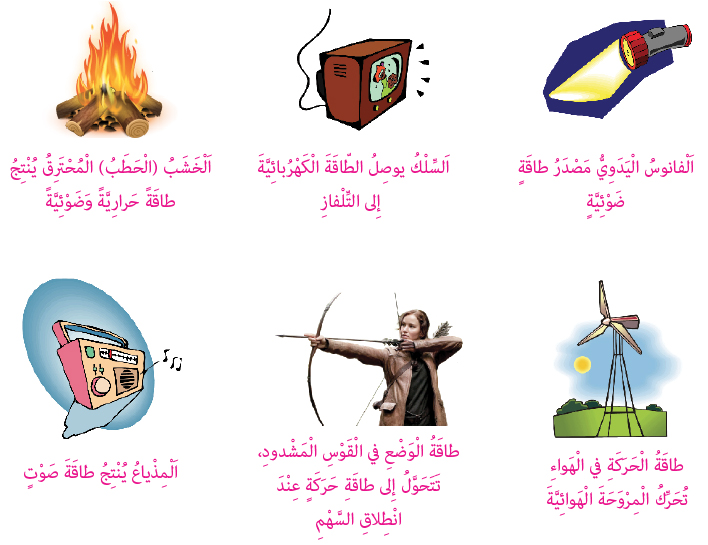 اَلْفانوسُ الْيَدَوِيُّ مَصْدَرُ طاقَةٍ
ضَوْئِيَّةٍ
اَلسِّلْكُ يوصِلُ الطّاقَةَ الْكَهْرُبائِيَّةَ
إِلى التِّلْفازِ
اَلْخَشَبُ (الْحَطَبُ) الْمُحْتَرِقُ يُنْتِجُ
طاقَةً حَرارِيَّةً وَضَوْئِيَّةً
طاقَةُ الْحَرَكَةِ في الْهَواءِ
تُحَرِّكُ الْمِرْوَحَةَ الْهَوائِيَّةَ
طاقَةُ الْوَضْعِ في الْقَوْسِ الْمَشْدودِ،
تَتَحَوَّلُ إِلى طاقَةِ حَرَكَةٍ عِنْدَ
انْطِلاقِ السَّهْمِ
اَلْمِذْياعُ يُنْتِجُ طاقَةَ صَوْتٍ